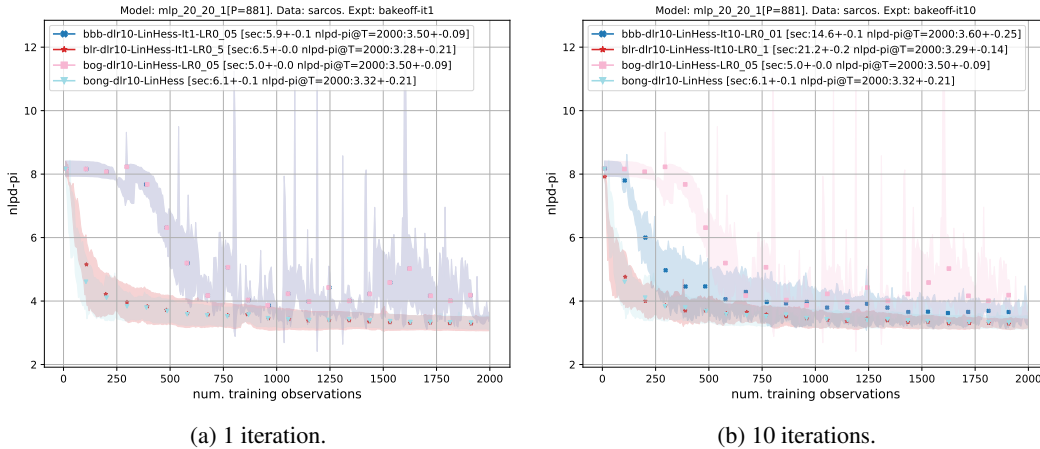 Model: mlp_20_20_1[P=881]. Data: sarcos. Expt: bakeoff-it1
bbb-dlr10-LinHess-It1-LR0_05 [sec:5.9+-0.1 nlpd-pi@T=2000:3.50+-0.09]
blr-dlr10-LinHess-It1-LR0_5 [sec:6.5+-0.0 nlpd-pi@T=2000:3.28+-0.21]
bog-dlr10-LinHess-LR0_05 [sec:5.0+-0.0 nlpd-pi@T=2000:3.50+-0.09]
bong-dlr10-LinHess [sec:6.1+-0.1 nlpd-pi@T=2000:3.32+-0.21]
nlpd-pi
12
10
8
6
4
2
0 250 500 750 1000 1250 1500 1750 2000
num. training observations
(a) 1 iteration.
Model: mlp_20_20_1[P=881]. Data: sarcos. Expt: bakeoff-it10
bbb-dlr10-LinHess-It10-LR0_01 [sec:14.6+-0.1 nlpd-pi@T=2000:3.60+-0.25]
blr-dlr10-LinHess-It10-LR0_1 [sec:21.2+-0.2 nlpd-pi@T=2000:3.29+-0.14]
bog-dlr10-LinHess-LR0_05 [sec:5.0+-0.0 nlpd-pi@T=2000:3.50+-0.09]
bong-dlr10-LinHess [sec:6.1+-0.1 nlpd-pi@T=2000:3.32+-0.21]
nlpd-pi
12
10
8
6
4
2
0 250 500 750 1000 1250 1500 1750 2000
num. training observations
(b) 10 iterations.